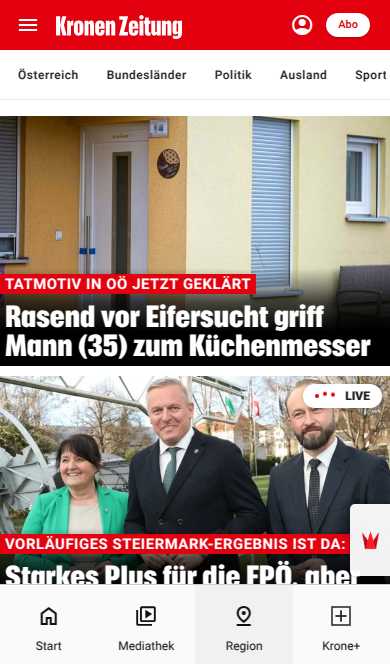 Kronen Zeitung
Abo
Österreich Bundesländer Politik Ausland Sport
TATMOTIV IN OÖ JETZT GEKLÄRT
Rasend vor Eifersucht griff
Mann (35) zum Küchenmesser
LIVE
VORLÄUFIGES STEIERMARK-ERGEBNIS IST DA:
Starkes Plus für die FPÖ, aber
Start Mediathek Region Krone+